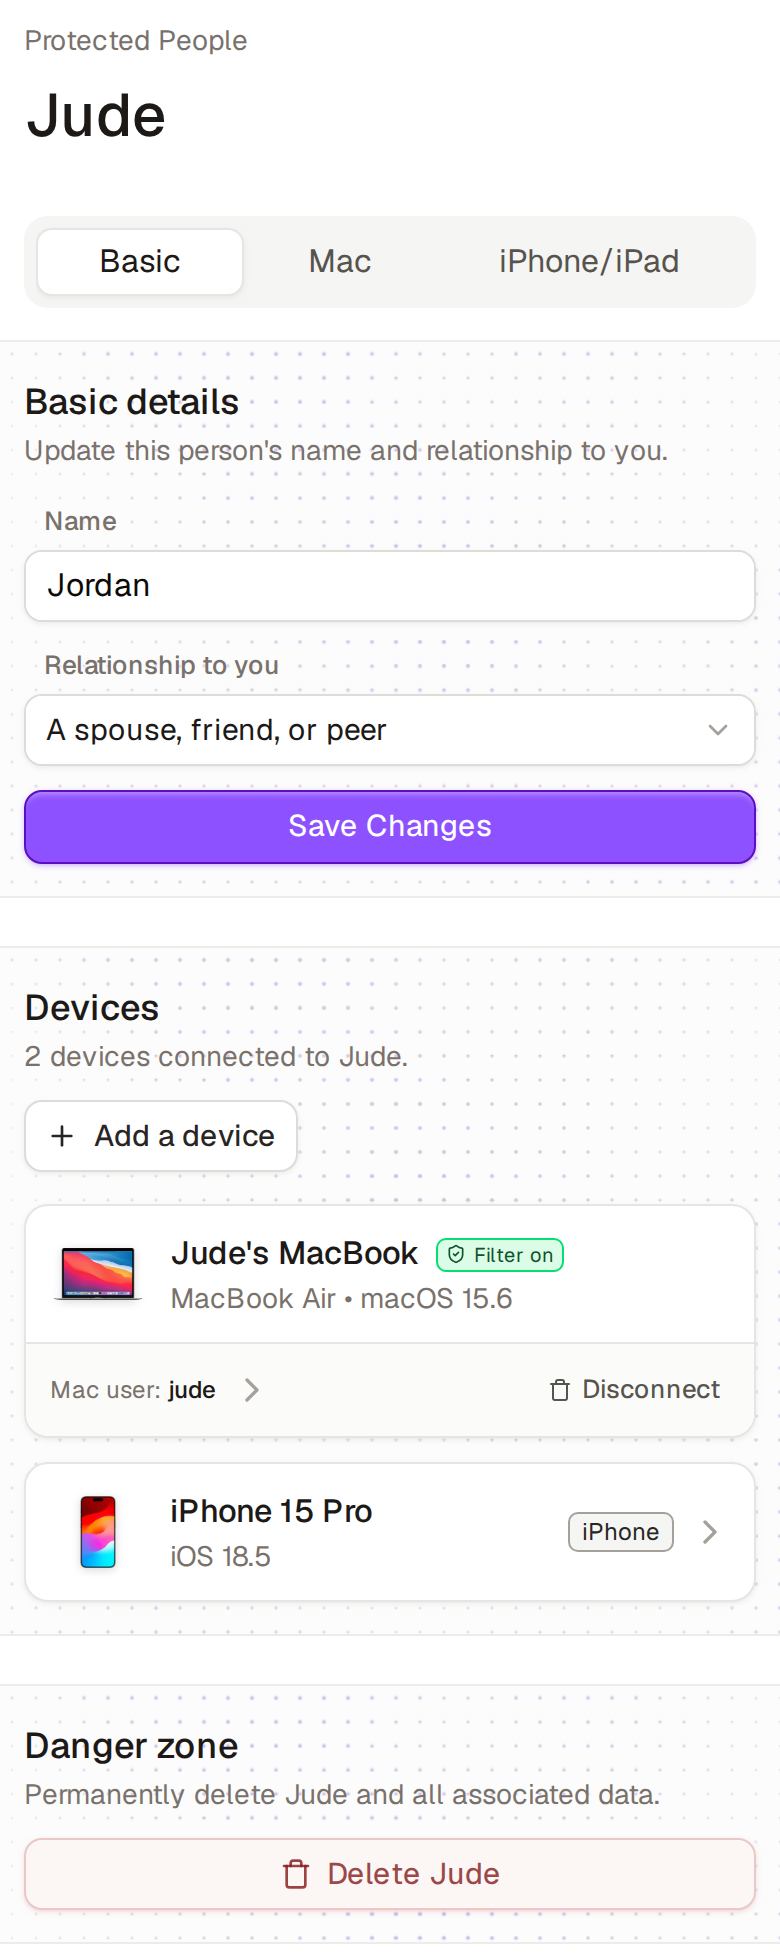 Protected People
Jude
Basic
Mac
iPhone/iPad
Basic details
Update this person's name and relationship to you.
Name
Jordan
Relationship to you
A spouse, friend, or peer
Save Changes
Devices
2 devices connected to Jude.
Add a device
Jude's MacBook
Filter on
MacBook Air • macOS 15.6
Mac user: jude
Disconnect
iPhone 15 Pro
iPhone
iOS 18.5
Danger zone
Permanently delete Jude and all associated data.
Delete Jude